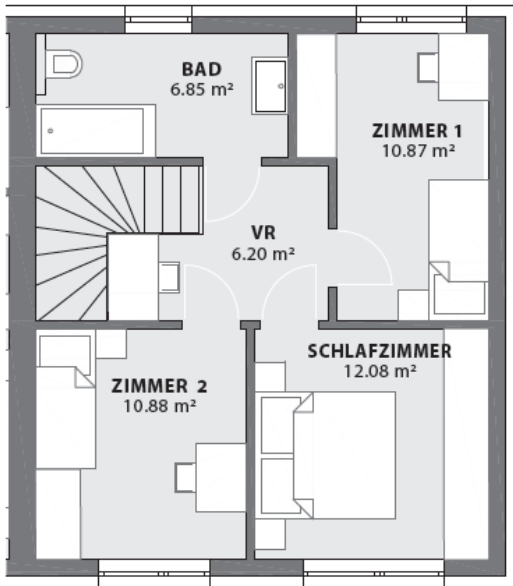 BAD
6.85 m²
ZIMMER 1
10.87 m²
VR
6.20 m²
SCHLAFZIMMER
12.08 m²
ZIMMER 2
10.88 m²